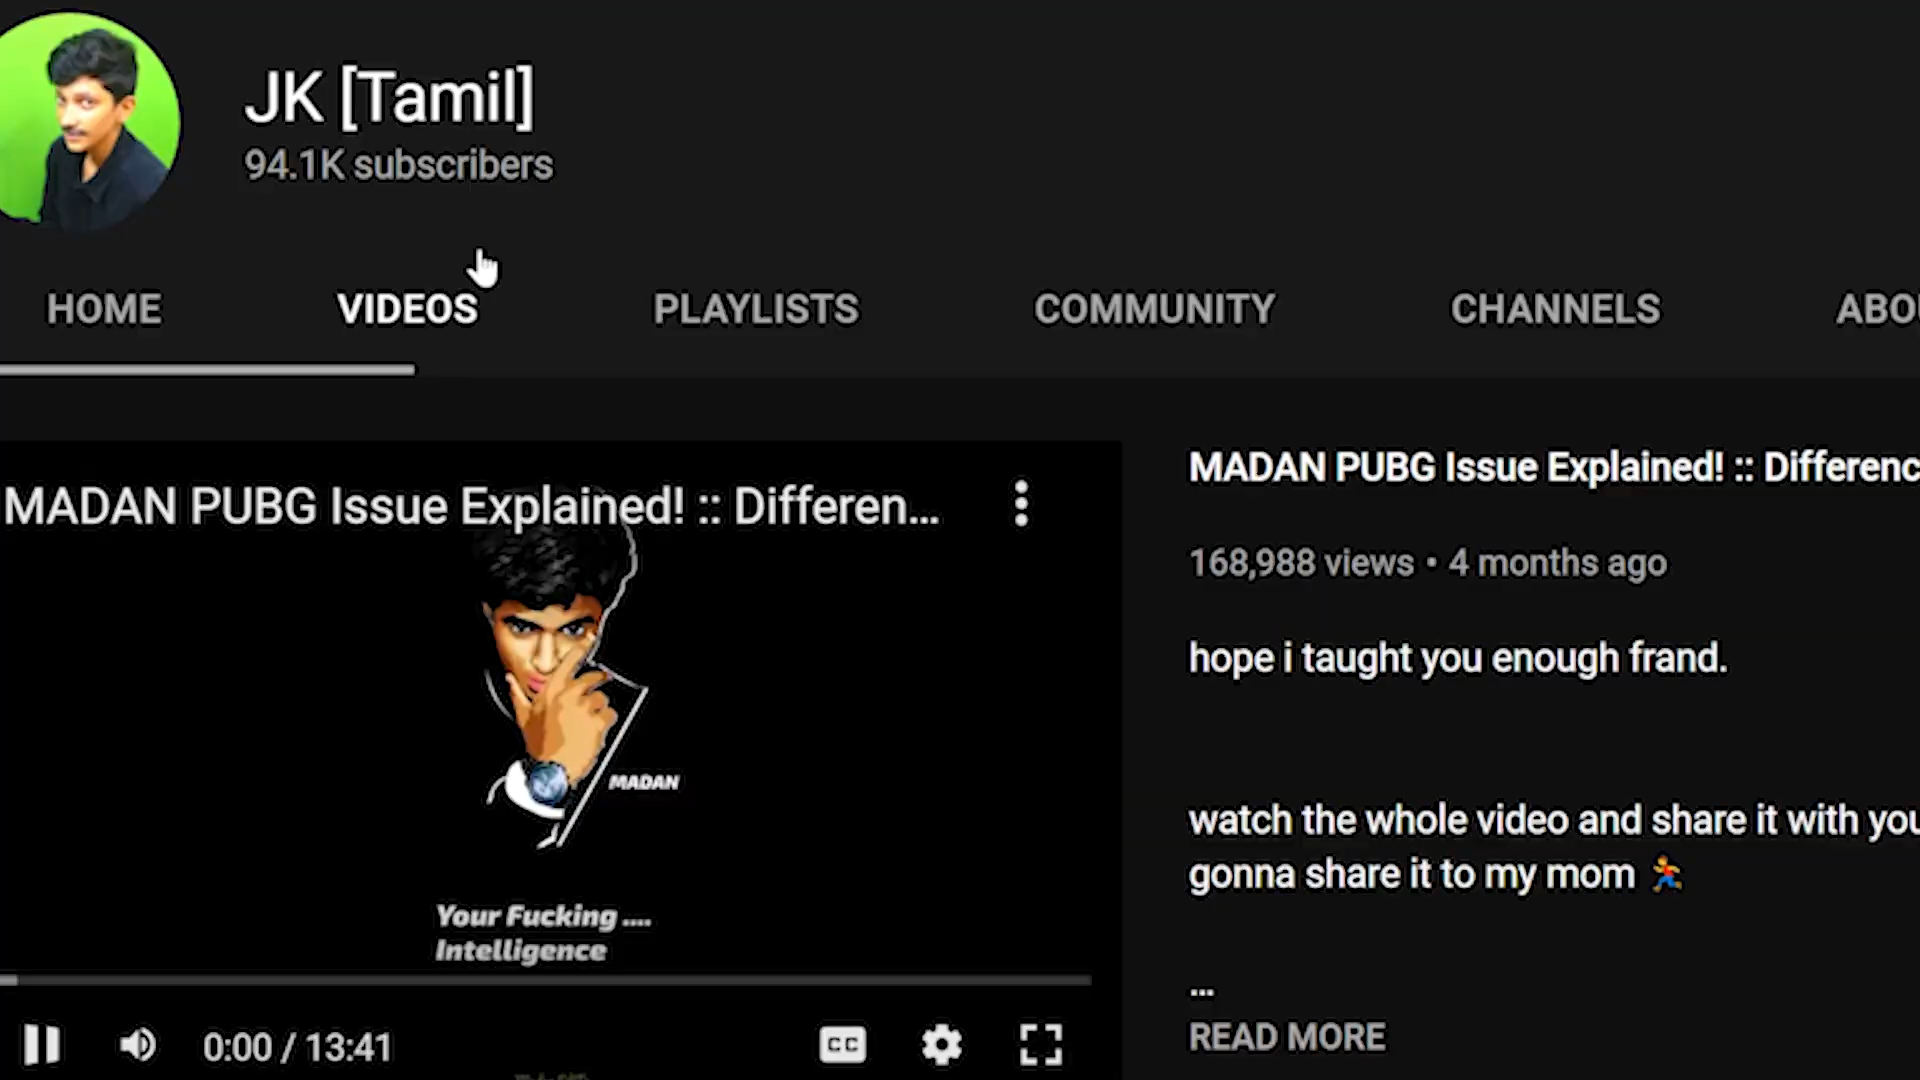 JK [Tamil]
94.1K subscribers
HOME VIDEOS PLAYLISTS COMMUNITY CHANNELS ABO
MADAN PUBG Issue Explained! :: Differen...
MADAN
Your Fucking ....
Intelligence
0:00 / 13:41
CC
MADAN PUBG Issue Explained! :: Differenc
168,988 views • 4 months ago
hope i taught you enough frand.
watch the whole video and share it with you
gonna share it to my mom 🏃
...
READ MORE